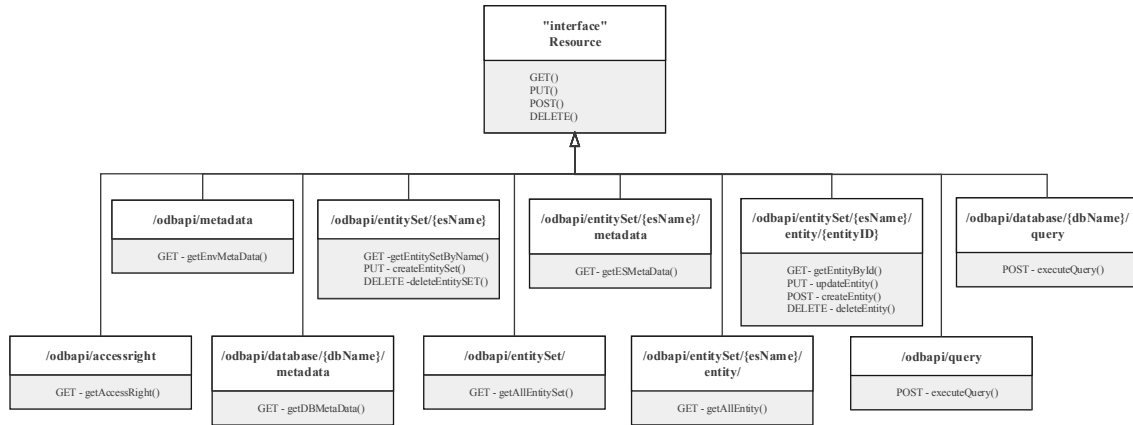 "interface"
Resource
GET()
PUT()
POST()
DELETE()
/odbapi/metadata
GET - getEnvMetaData()
/odbapi/entitySet/{esName}
GET -getEntitySetByName()
PUT - createEntitySet()
DELETE -deleteEntitySET()
/odbapi/entitySet/{esName}/
metadata
GET- getESMetaData()
/odbapi/entitySet/{esName}/
entity/{entityID}
GET- getEntityById()
PUT - updateEntity()
POST - createEntity()
DELETE - deleteEntity()
/odbapi/database/{dbName}/
query
POST - executeQuery()
/odbapi/accessright
GET - getAccessRight()
/odbapi/database/{dbName}/
metadata
GET - getDBMetaData()
/odbapi/entitySet/
GET - getAllEntitySet()
/odbapi/entitySet/{esName}/
entity/
GET - getAllEntity()
/odbapi/query
POST - executeQuery()